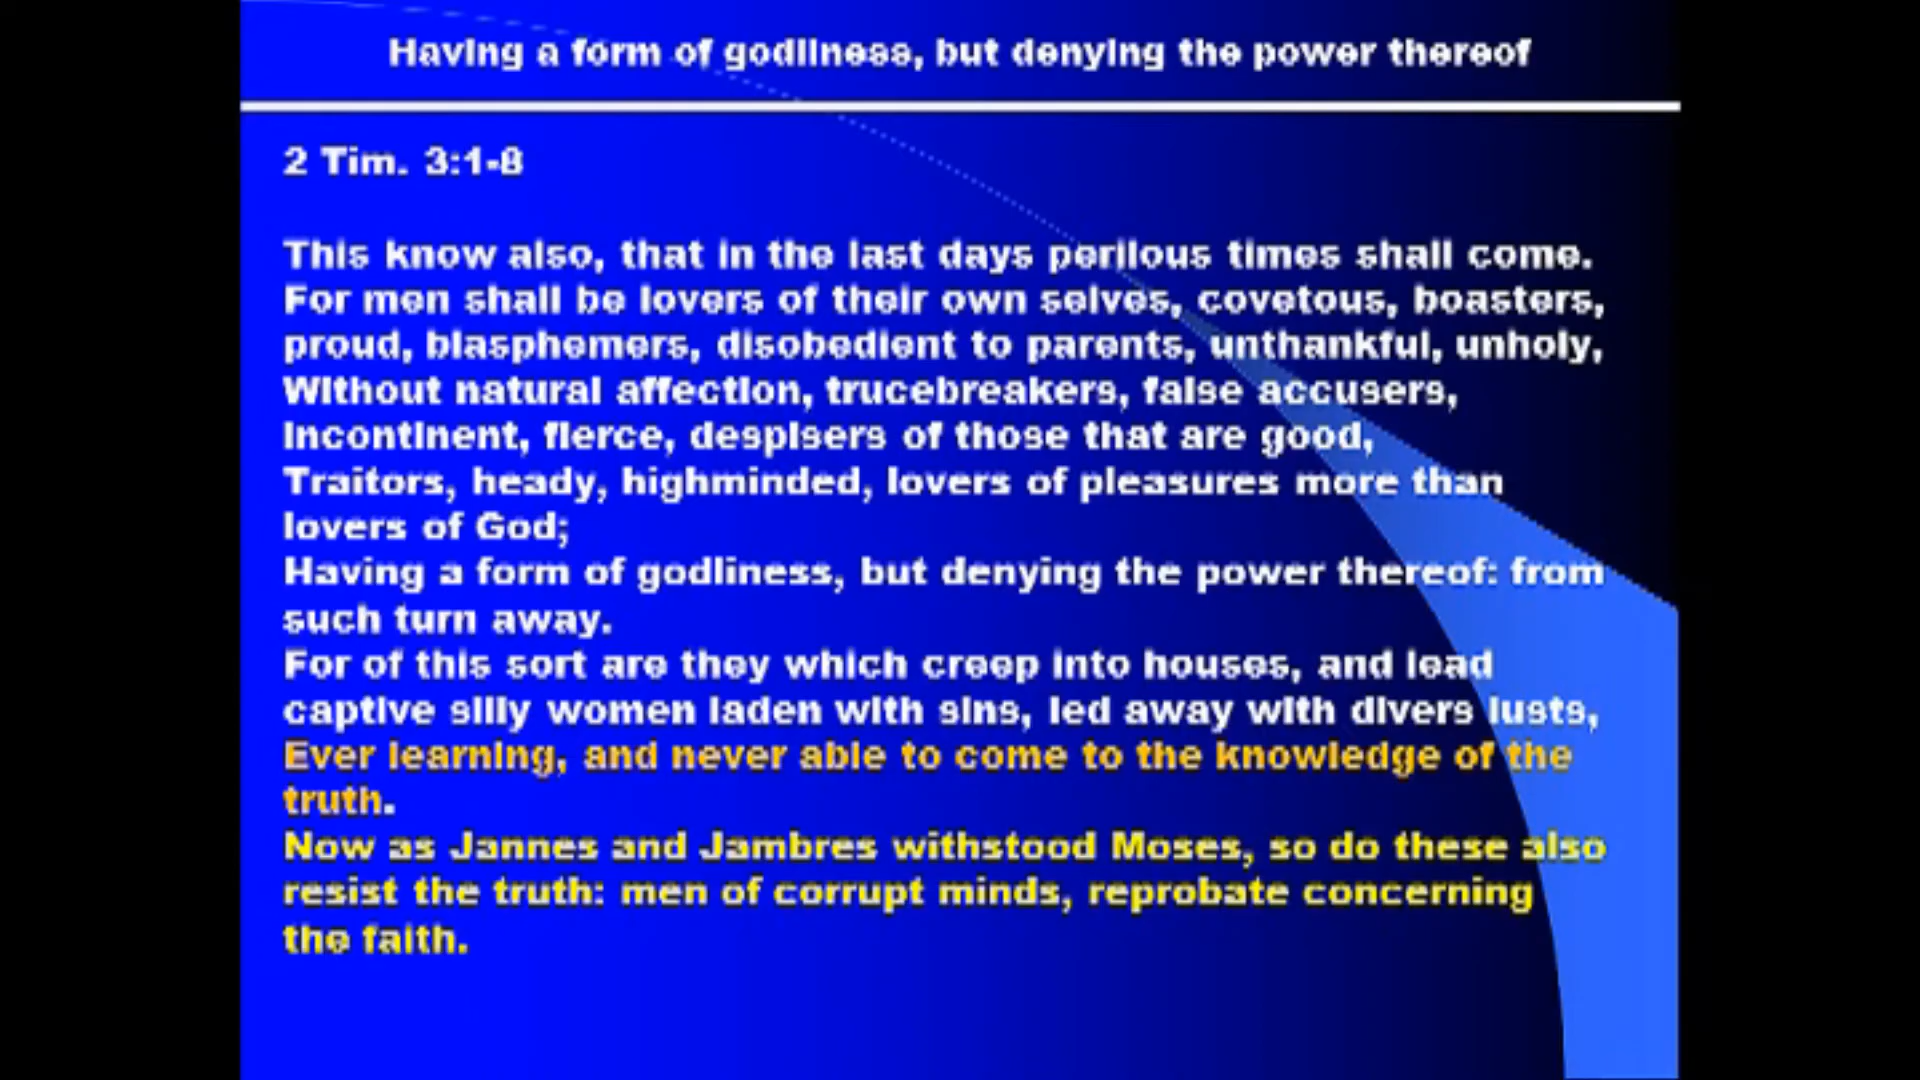 Having a form of godliness, but denying the power thereof
2 Tim. 3:1-8
This know also, that in the last days perilous times shall come.
For men shall be lovers of their own selves, covetous, boasters,
proud, blasphemers, disobedient to parents, unthankful, unholy,
Without natural affection, trucebreakers, false accusers,
incontinent, fierce, despisers of those that are good,
Traitors, heady, highminded, lovers of pleasures more than
lovers of God;
Having a form of godliness, but denying the power thereof: from
such turn away.
For of this sort are they which creep into houses, and lead
captive silly women laden with sins, led away with divers lusts,
Ever learning, and never able to come to the knowledge of the
truth.
Now as Jannes and Jambres withstood Moses, so do these also
resist the truth: men of corrupt minds, reprobate concerning
the faith.